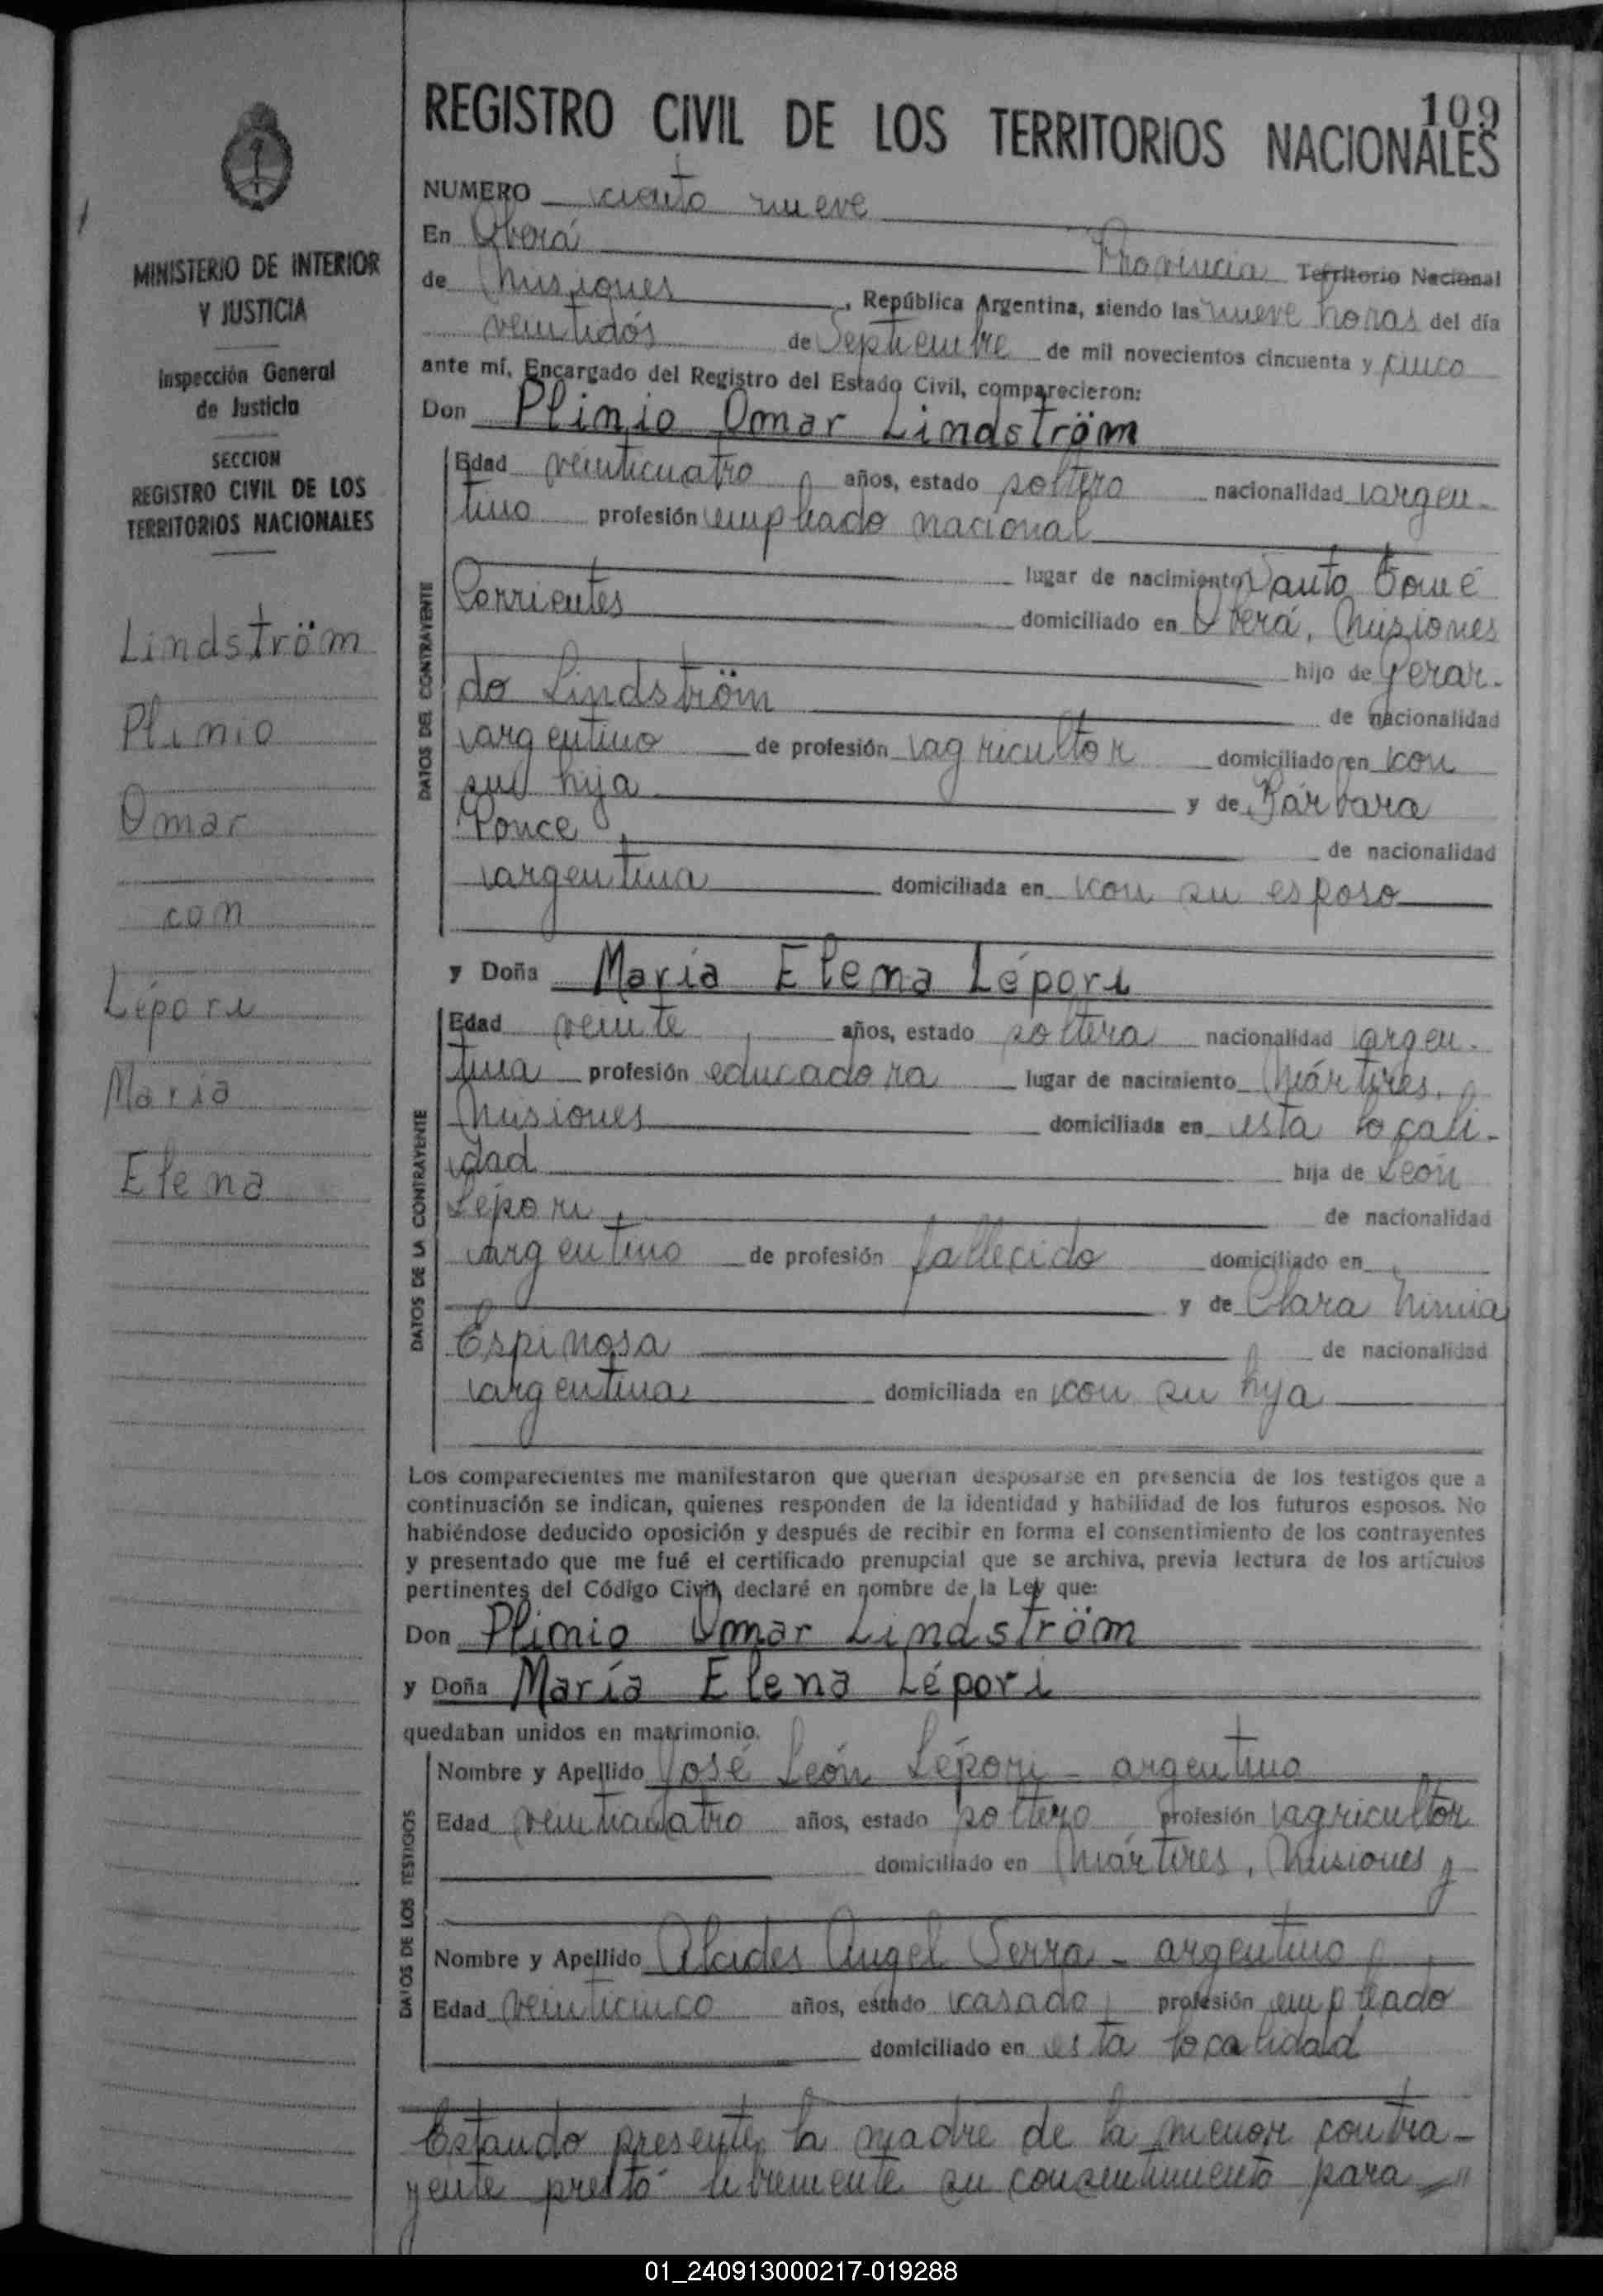 109
REGISTRO CIVIL DE LOS TERRITORIOS NACIONALES
MINISTERIO DE INTERIOR
Y JUSTICIA
Inspección General
de Justicia
SECCION
REGISTRO CIVIL DE LOS
TERRITORIOS NACIONALES
Lindström
Plinio
Omar
con
Lépori
María
Elena
NUMERO ciento nueve
En Oberá Provincia Territorio Nacional
de Misiones, República Argentina, siendo las nueve horas del día
veintidós de Septiembre de mil novecientos cincuenta y cinco
ante mí, Encargado del Registro del Estado Civil, comparecieron:
Don Plinio Omar Lindström
DATOS DEL CONTRAYENTE
Edad veinticuatro años, estado soltero nacionalidad argen-
tino profesión empleado nacional
lugar de nacimiento Santo Tomé
Corrientes domiciliado en Oberá, Misiones
hijo de Gerar-
do Lindström de nacionalidad
argentino de profesión agricultor domiciliado en con
su hija y de Bárbara
Ponce de nacionalidad
argentina domiciliada en con su esposo
y Doña María Elena Lépori
DATOS DE LA CONTRAYENTE
Edad veinte años, estado soltera nacionalidad argen-
tina profesión educadora lugar de nacimiento Mártires,
Misiones domiciliada en esta locali-
dad hija de León
Lépori de nacionalidad
argentino de profesión fallecido domiciliado en
y de Clara Nimia
Espinosa de nacionalidad
argentina domiciliada en con su hija
Los comparecientes me manifestaron que querían desposarse en presencia de los testigos que a
continuación se indican, quienes responden de la identidad y habilidad de los futuros esposos. No
habiéndose deducido oposición y después de recibir en forma el consentimiento de los contrayentes
y presentado que me fué el certificado prenupcial que se archiva, previa lectura de los artículos
pertinentes del Código Civil, declaré en nombre de la Ley que:
Don Plinio Omar Lindström
y Doña María Elena Lépori
quedaban unidos en matrimonio.
DATOS DE LOS TESTIGOS
Nombre y Apellido José León Lépori - argentino
Edad veinticuatro años, estado soltero profesión agricultor
domiciliado en Mártires, Misiones y
Nombre y Apellido Alcides Angel Serra - argentino
Edad veinticinco años, estado casado profesión empleado
domiciliado en esta localidad
Estando presente la madre de la menor contra-
yente prestó libremente su consentimiento para
01_240913000217-019288